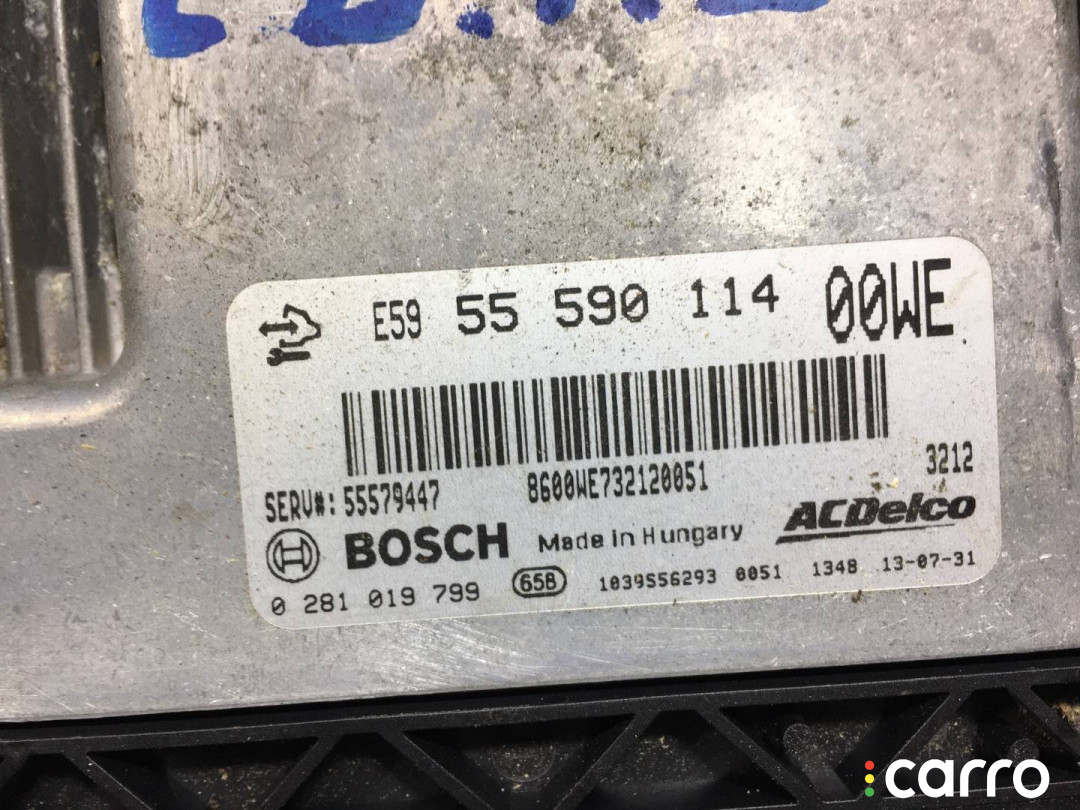 E59 55 590 114 00WE
SERV#: 55579447 8600WE732120051 3212
BOSCH Made in Hungary ACDelco
0 281 019 799 65B 1039S56293 0051 1348 13-07-31
carro